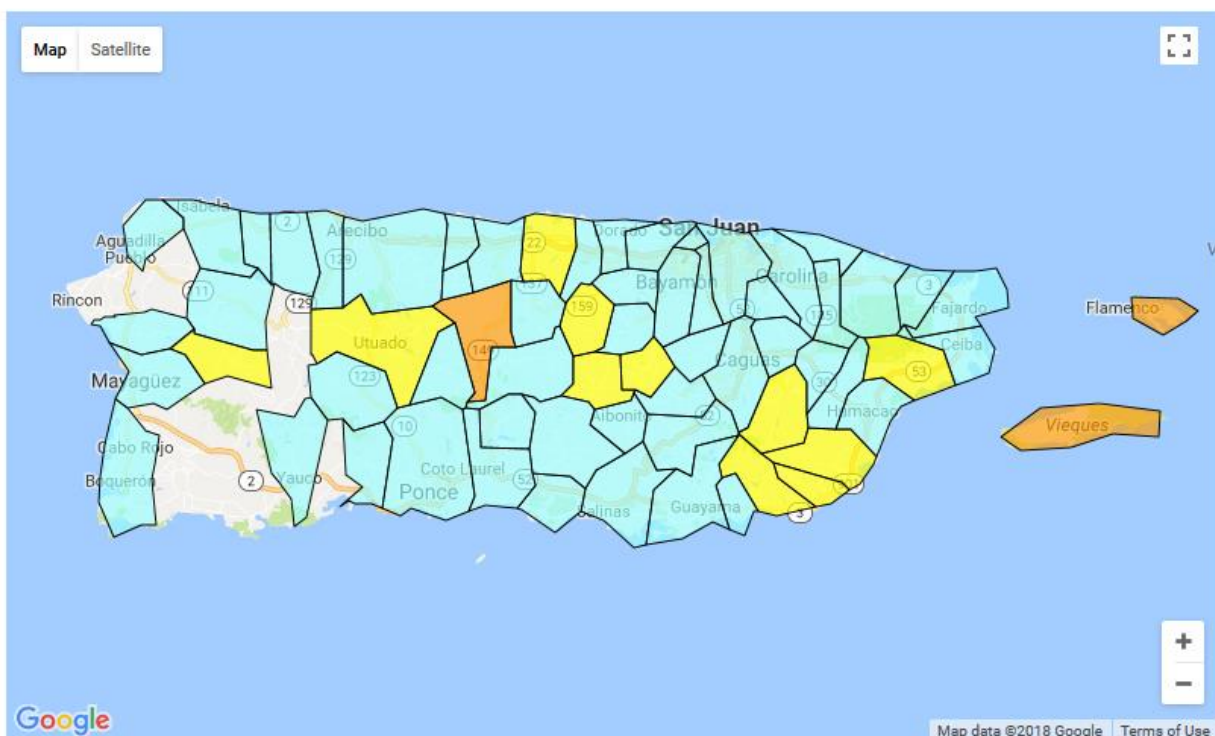 Map Satellite
Isabela
2
Arecibo
Dorado
San Juan
Aguadilla
Pueblo
22
129
Bayamón
Carolina
3
111
129
137
Rincon
159
52
Fajardo
Flamenco
Utuado
149
Ceiba
Mayagüez
123
Caguas
53
30
Humacao
Cabo Rojo
10
Aibonito
Boquerón
2
Yauco
Coto Laurel
52
Ponce
Salinas
Guayama
3
Vieques
+
−
Google
Map data ©2018 Google Terms of Use